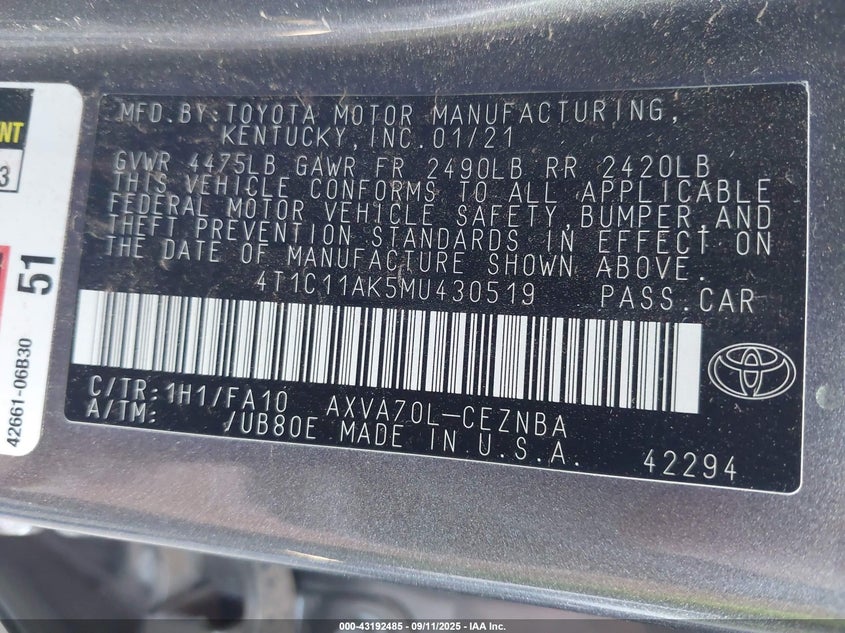 NT
3
51
42661-06B30
MFD.BY:TOYOTA MOTOR MANUFACTURING,
KENTUCKY,INC.01/21
GVWR 4475LB GAWR FR 2490LB RR 2420LB
THIS VEHICLE CONFORMS TO ALL APPLICABLE
FEDERAL MOTOR VEHICLE SAFETY,BUMPER,AND
THEFT PREVENTION STANDARDS IN EFFECT ON
THE DATE OF MANUFACTURE SHOWN ABOVE.
4T1C11AK5MU430519 PASS.CAR
C/TR:1H1/FA10 AXVA70L-CEZNBA
A/TM: /UB80E MADE IN U.S.A.
42294
000-43192485 - 09/11/2025 - IAA Inc.